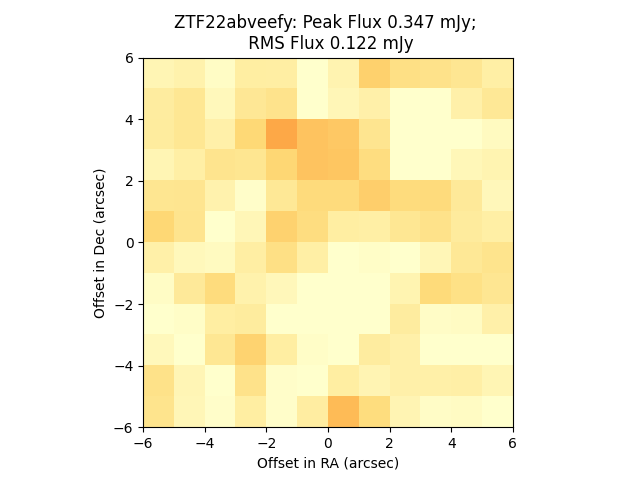 ZTF22abveefy: Peak Flux 0.347 mJy;
RMS Flux 0.122 mJy
6
4
2
0
−2
−4
−6
Offset in Dec (arcsec)
−6 −4 −2 0 2 4 6
Offset in RA (arcsec)